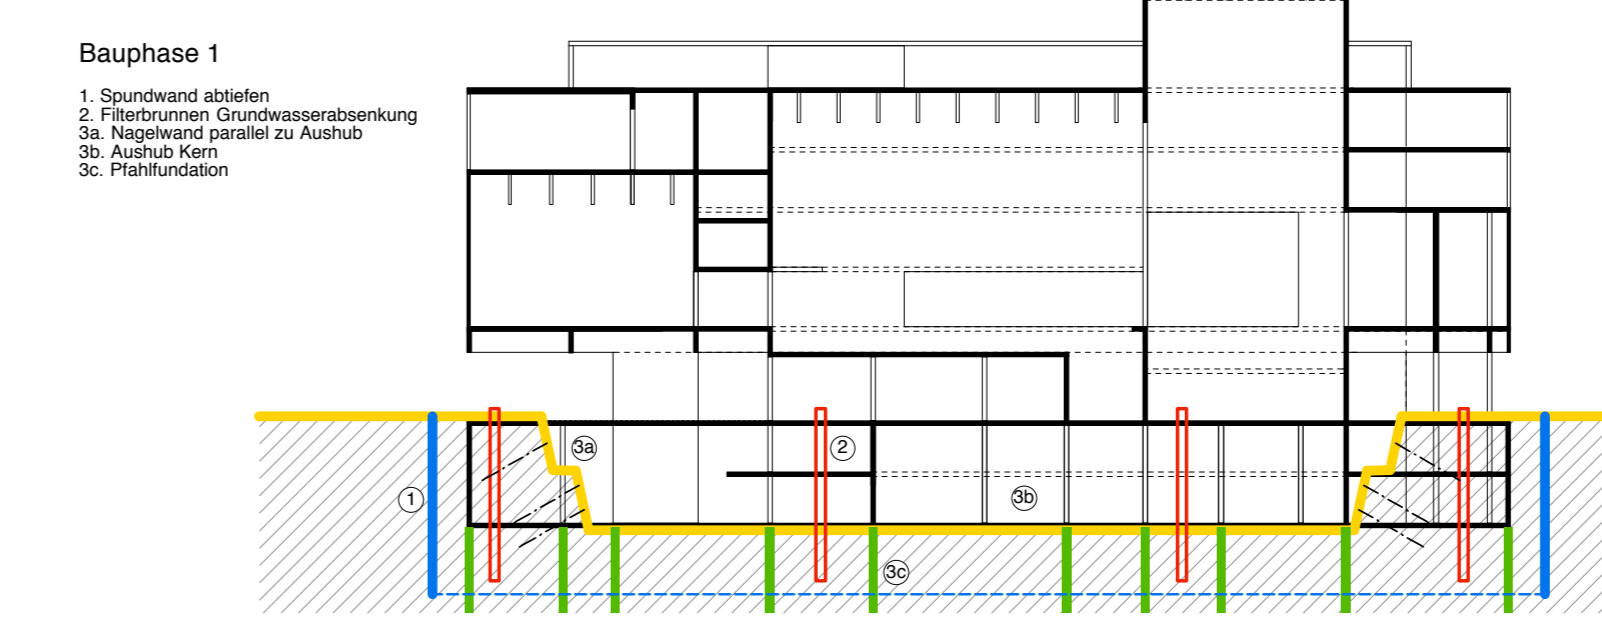 Bauphase 1
1. Spundwand abtiefen
2. Filterbrunnen Grundwasserabsenkung
3a. Nagelwand parallel zu Aushub
3b. Aushub Kern
3c. Pfahlfundation
3a
2
1
3b
3c